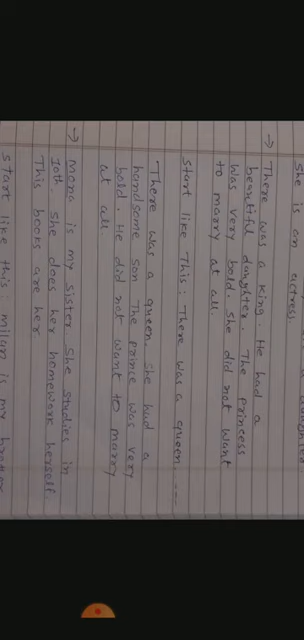 She is an actress.
→ There was a king. He had a
beautiful daughter. The princess
was very bold. She did not want
to marry at all.
Start like This: There was a queen. ---
There was a queen. She had a
handsome son The prince was very
bold. He did not want to marry
at all.
→ Mona is my sister She studies in
10th. She does her homework herself.
This books are her
start like this: milan is my brother